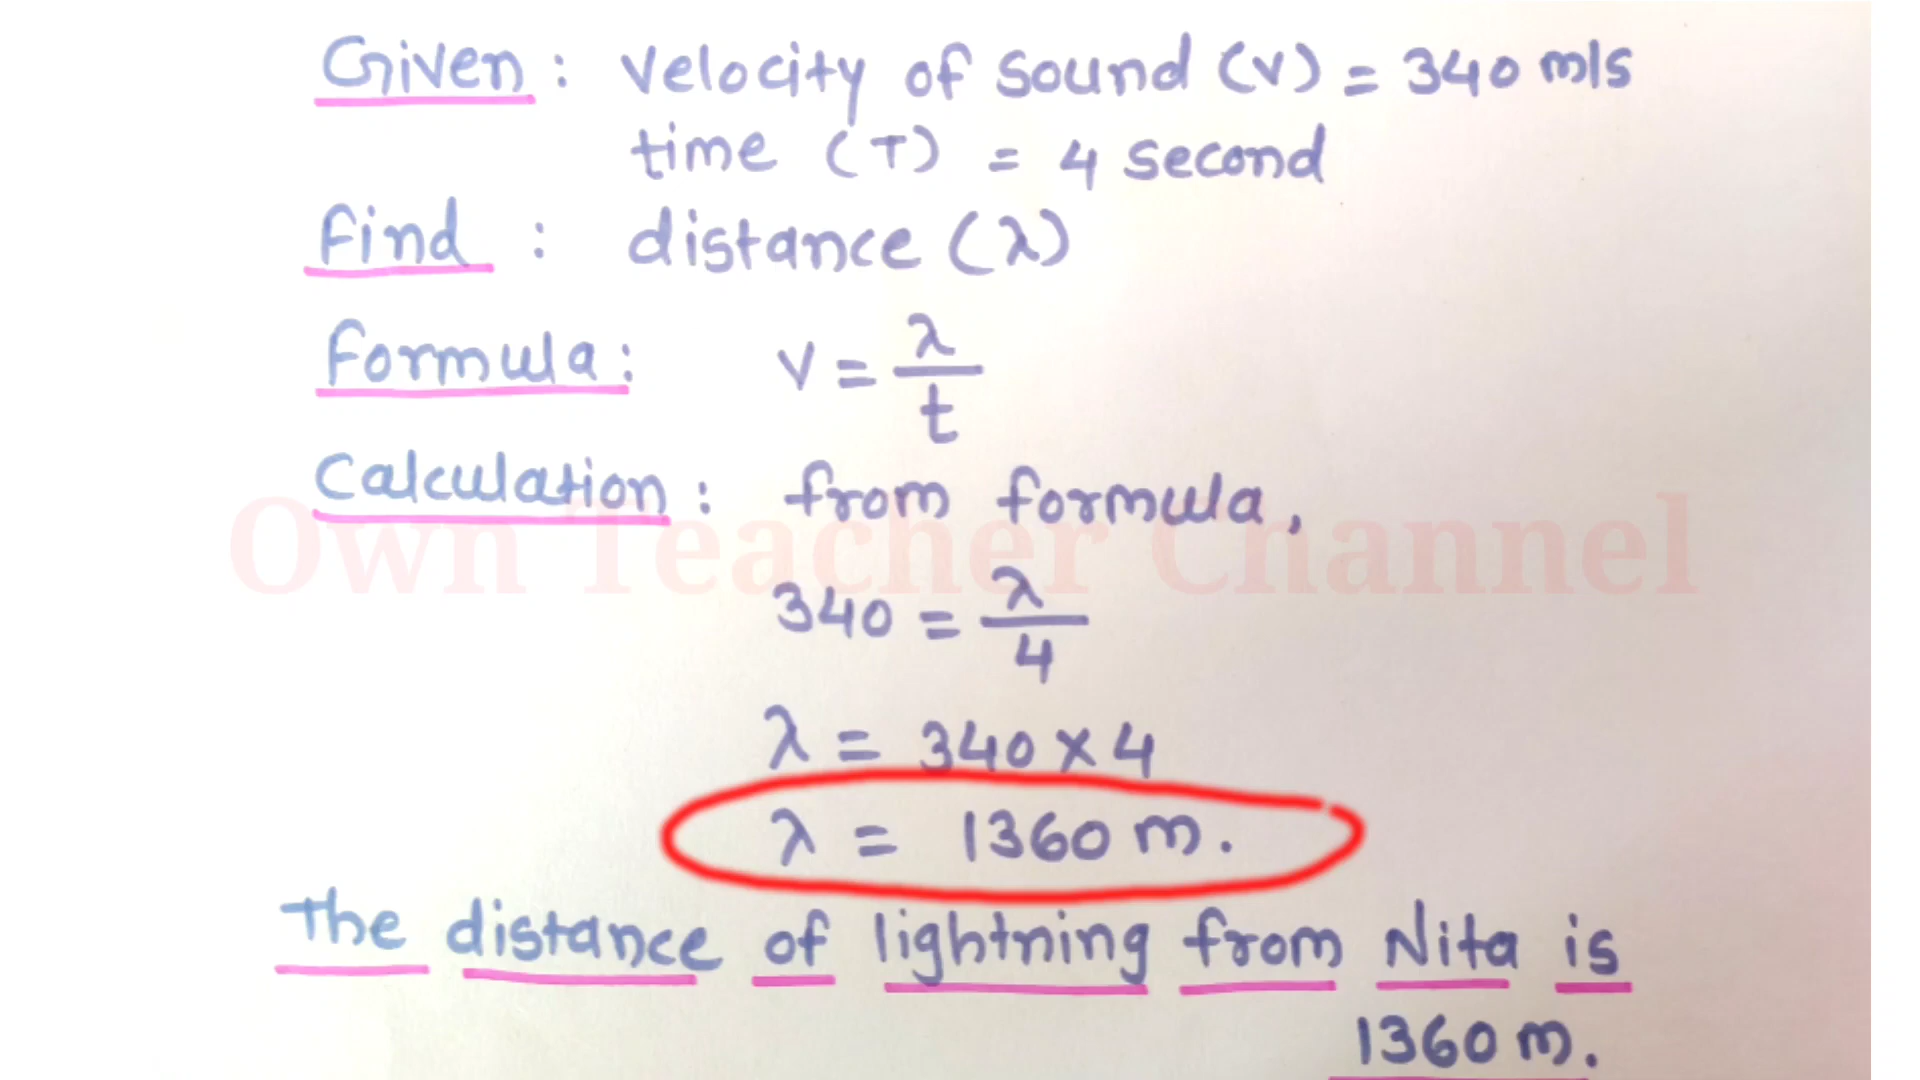 Given : Velocity of sound (v) = 340 m/s
time (T) = 4 second
Find : distance (λ)
Formula : v = λ/t
Calculation : from formula,
Own Teacher Channel
340 = λ/4
λ = 340 × 4
λ = 1360 m.
The distance of lightning from Nita is
1360 m.